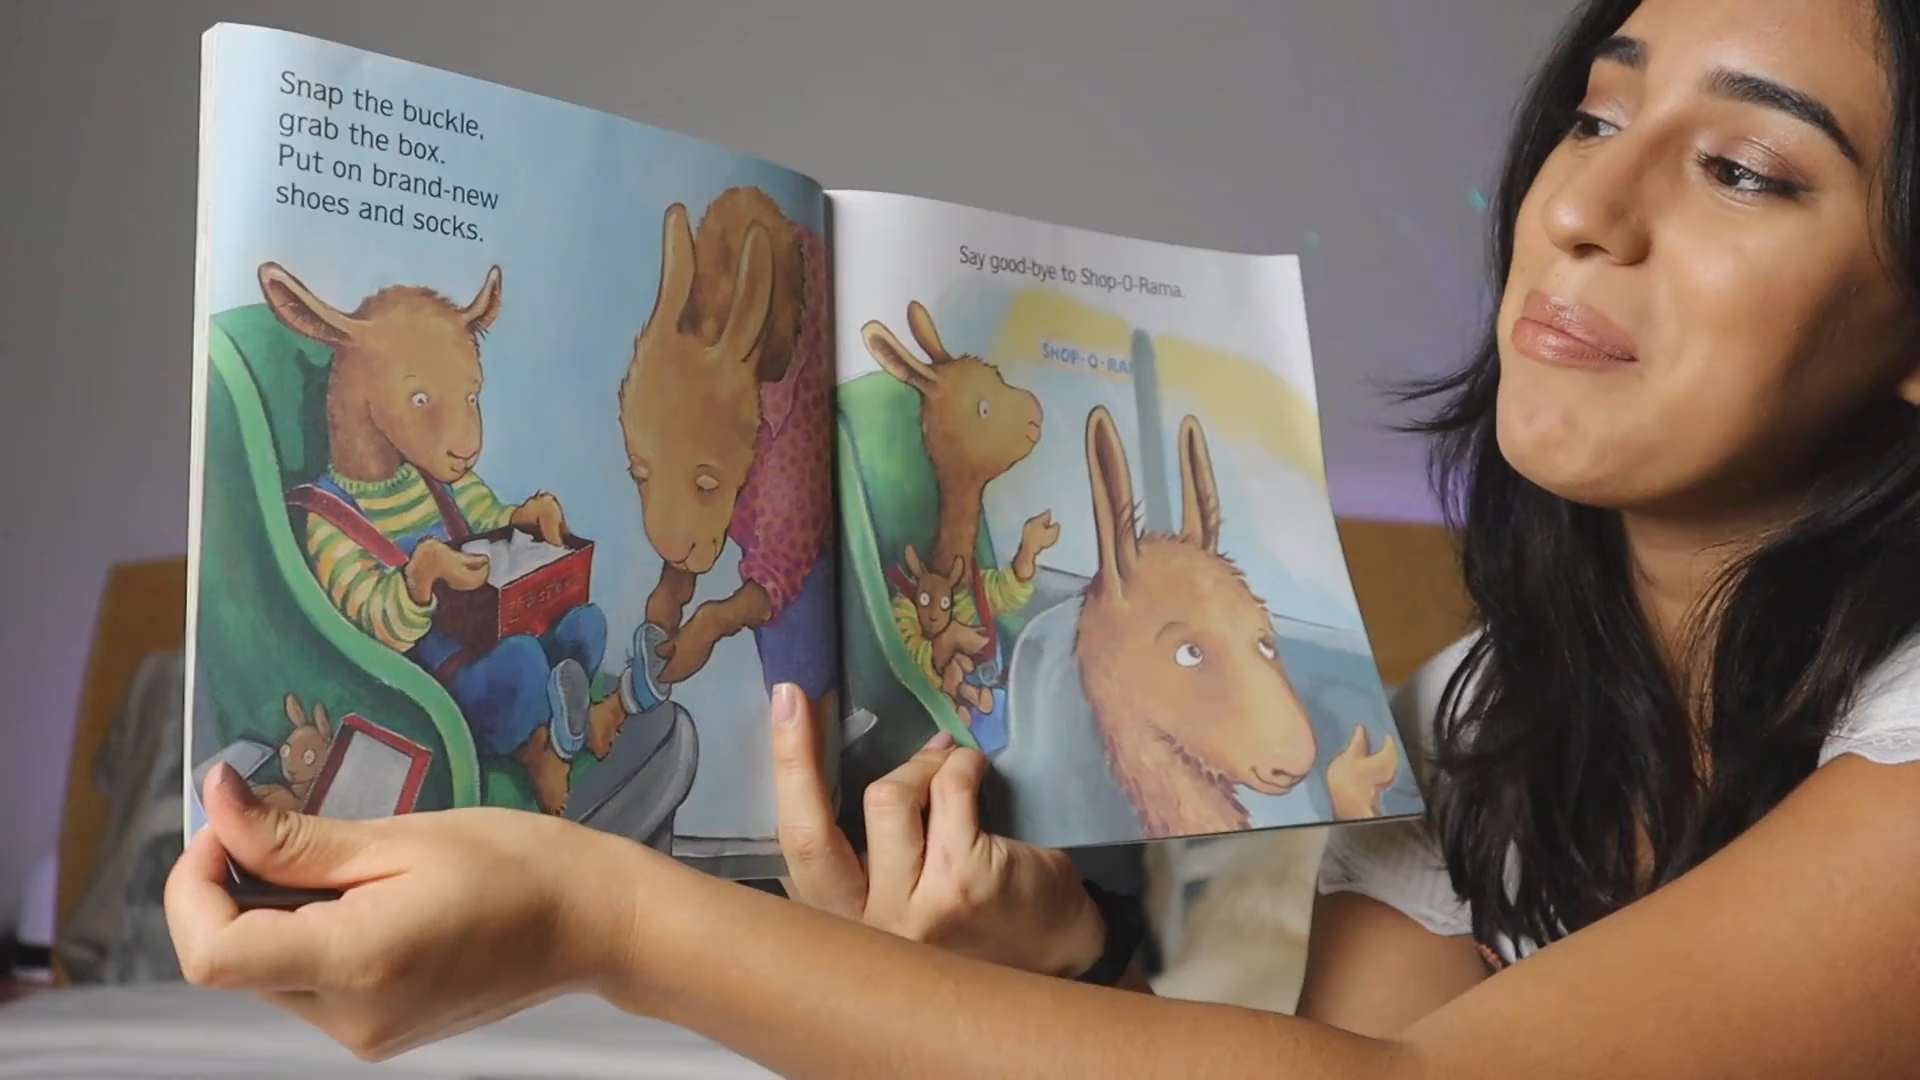 Snap the buckle,
grab the box.
Put on brand-new
shoes and socks.
Say good-bye to Shop-O-Rama.
SHOP-O-RA